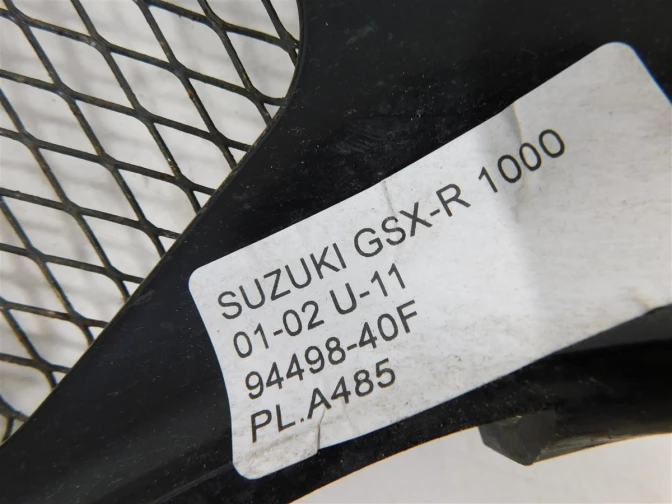 SUZUKI GSX-R 1000
01-02 U-11
94498-40F
PL.A485